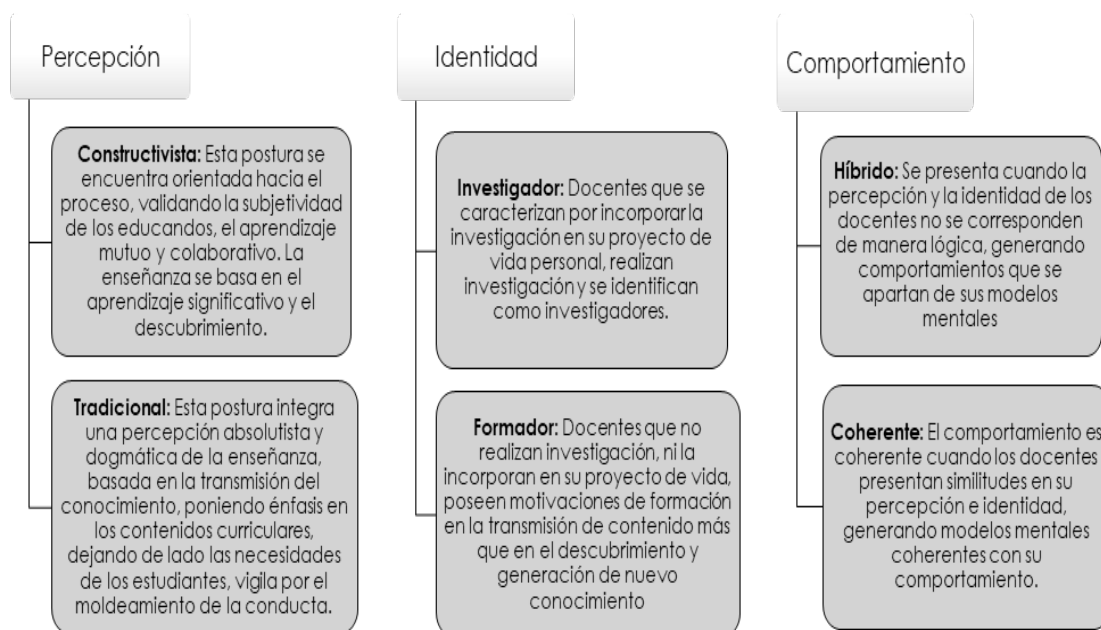 Percepción
Constructivista: Esta postura se
encuentra orientada hacia el
proceso, validando la subjetividad
de los educandos, el aprendizaje
mutuo y colaborativo. La
enseñanza se basa en el
aprendizaje significativo y el
descubrimiento.
Tradicional: Esta postura integra
una percepción absolutista y
dogmática de la enseñanza,
basada en la transmisión del
conocimiento, poniendo énfasis en
los contenidos curriculares,
dejando de lado las necesidades
de los estudiantes, vigila por el
moldeamiento de la conducta.
Identidad
Investigador: Docentes que se
caracterizan por incorporar la
investigación en su proyecto de
vida personal, realizan
investigación y se identifican
como investigadores.
Formador: Docentes que no
realizan investigación, ni la
incorporan en su proyecto de vida,
poseen motivaciones de formación
en la transmisión de contenido más
que en el descubrimiento y
generación de nuevo
conocimiento
Comportamiento
Híbrido: Se presenta cuando la
percepción y la identidad de los
docentes no se corresponden
de manera lógica, generando
comportamientos que se
apartan de sus modelos
mentales
Coherente: El comportamiento es
coherente cuando los docentes
presentan similitudes en su
percepción e identidad,
generando modelos mentales
coherentes con su
comportamiento.